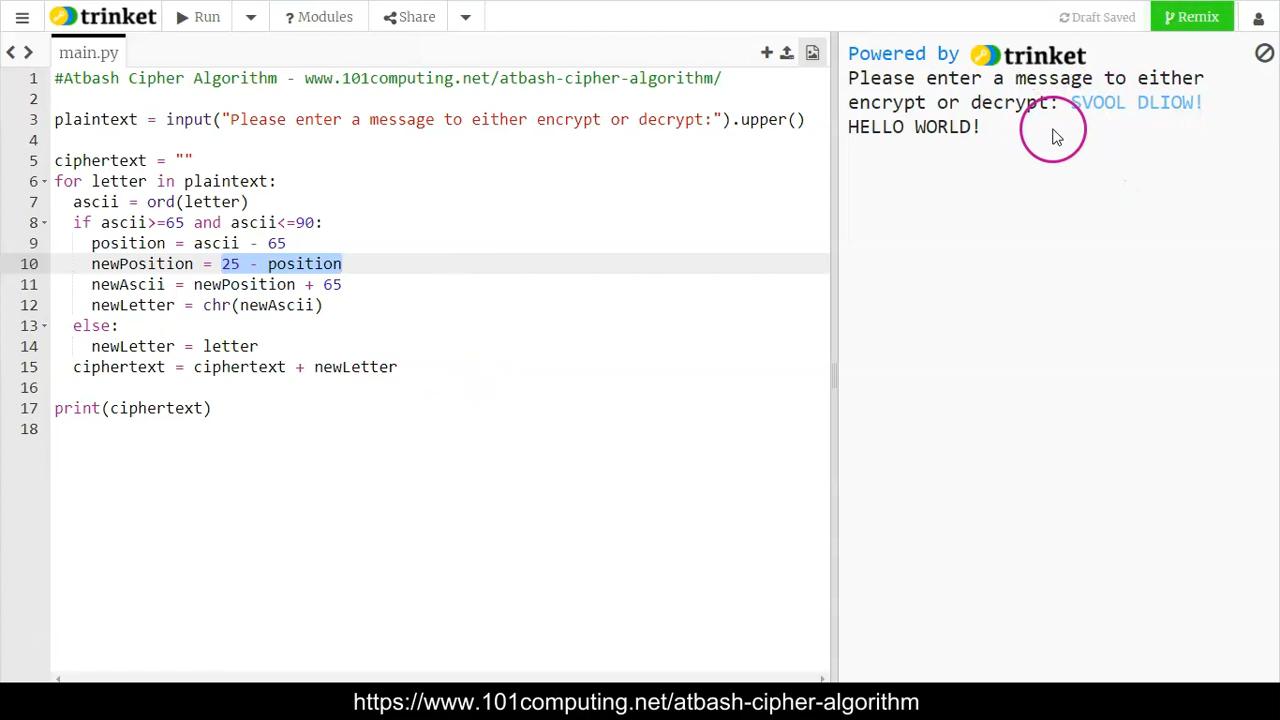 trinket
Run
? Modules
Share
Draft Saved
Remix
main.py
1 #Atbash Cipher Algorithm - www.101computing.net/atbash-cipher-algorithm/
2
3 plaintext = input("Please enter a message to either encrypt or decrypt:").upper()
4
5 ciphertext = ""
6 for letter in plaintext:
7   ascii = ord(letter)
8   if ascii>=65 and ascii<=90:
9     position = ascii - 65
10     newPosition = 25 - position
11     newAscii = newPosition + 65
12     newLetter = chr(newAscii)
13   else:
14     newLetter = letter
15   ciphertext = ciphertext + newLetter
16
17 print(ciphertext)
18
Powered by trinket
Please enter a message to either
encrypt or decrypt: SVOOL DLIOW!
HELLO WORLD!
https://www.101computing.net/atbash-cipher-algorithm